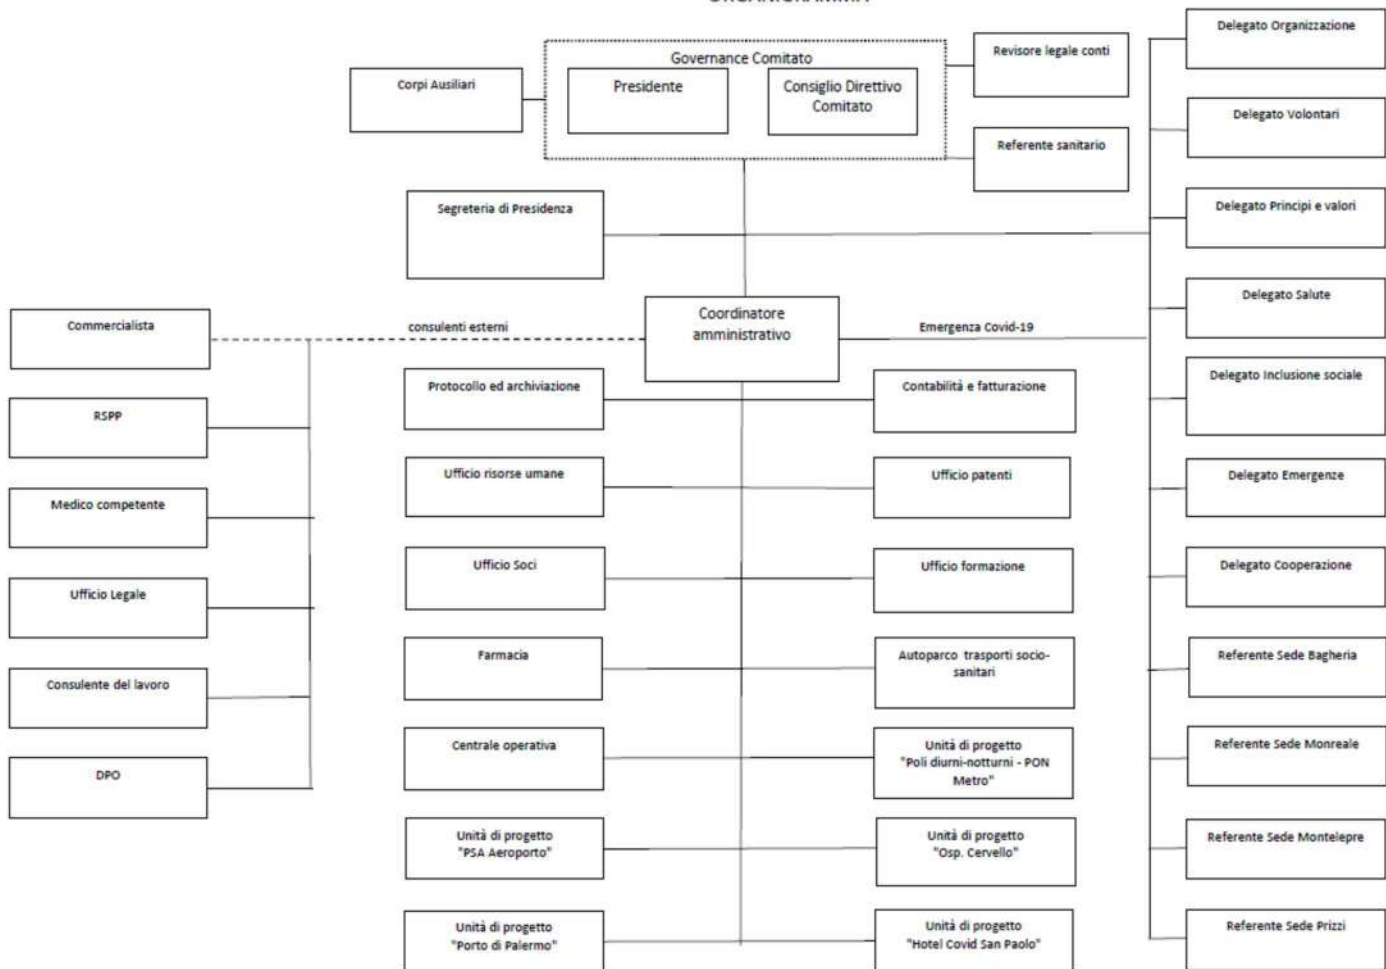 ORGANIGRAMMA
Governance Comitato
Presidente
Consiglio Direttivo
Comitato
Corpi Ausiliari
Revisore legale conti
Referente sanitario
Segreteria di Presidenza
Coordinatore
amministrativo
consulenti esterni
Emergenza Covid-19
Commercialista
RSPP
Medico competente
Ufficio Legale
Consulente del lavoro
DPO
Protocollo ed archiviazione
Contabilità e fatturazione
Ufficio risorse umane
Ufficio patenti
Ufficio Soci
Ufficio formazione
Farmacia
Autoparco trasporti socio-
sanitari
Centrale operativa
Unità di progetto
"Poli diurni-notturni - PON
Metro"
Unità di progetto
"PSA Aeroporto"
Unità di progetto
"Osp. Cervello"
Unità di progetto
"Porto di Palermo"
Unità di progetto
"Hotel Covid San Paolo"
Delegato Organizzazione
Delegato Volontari
Delegato Principi e valori
Delegato Salute
Delegato Inclusione sociale
Delegato Emergenze
Delegato Cooperazione
Referente Sede Bagheria
Referente Sede Monreale
Referente Sede Montelepre
Referente Sede Prizzi